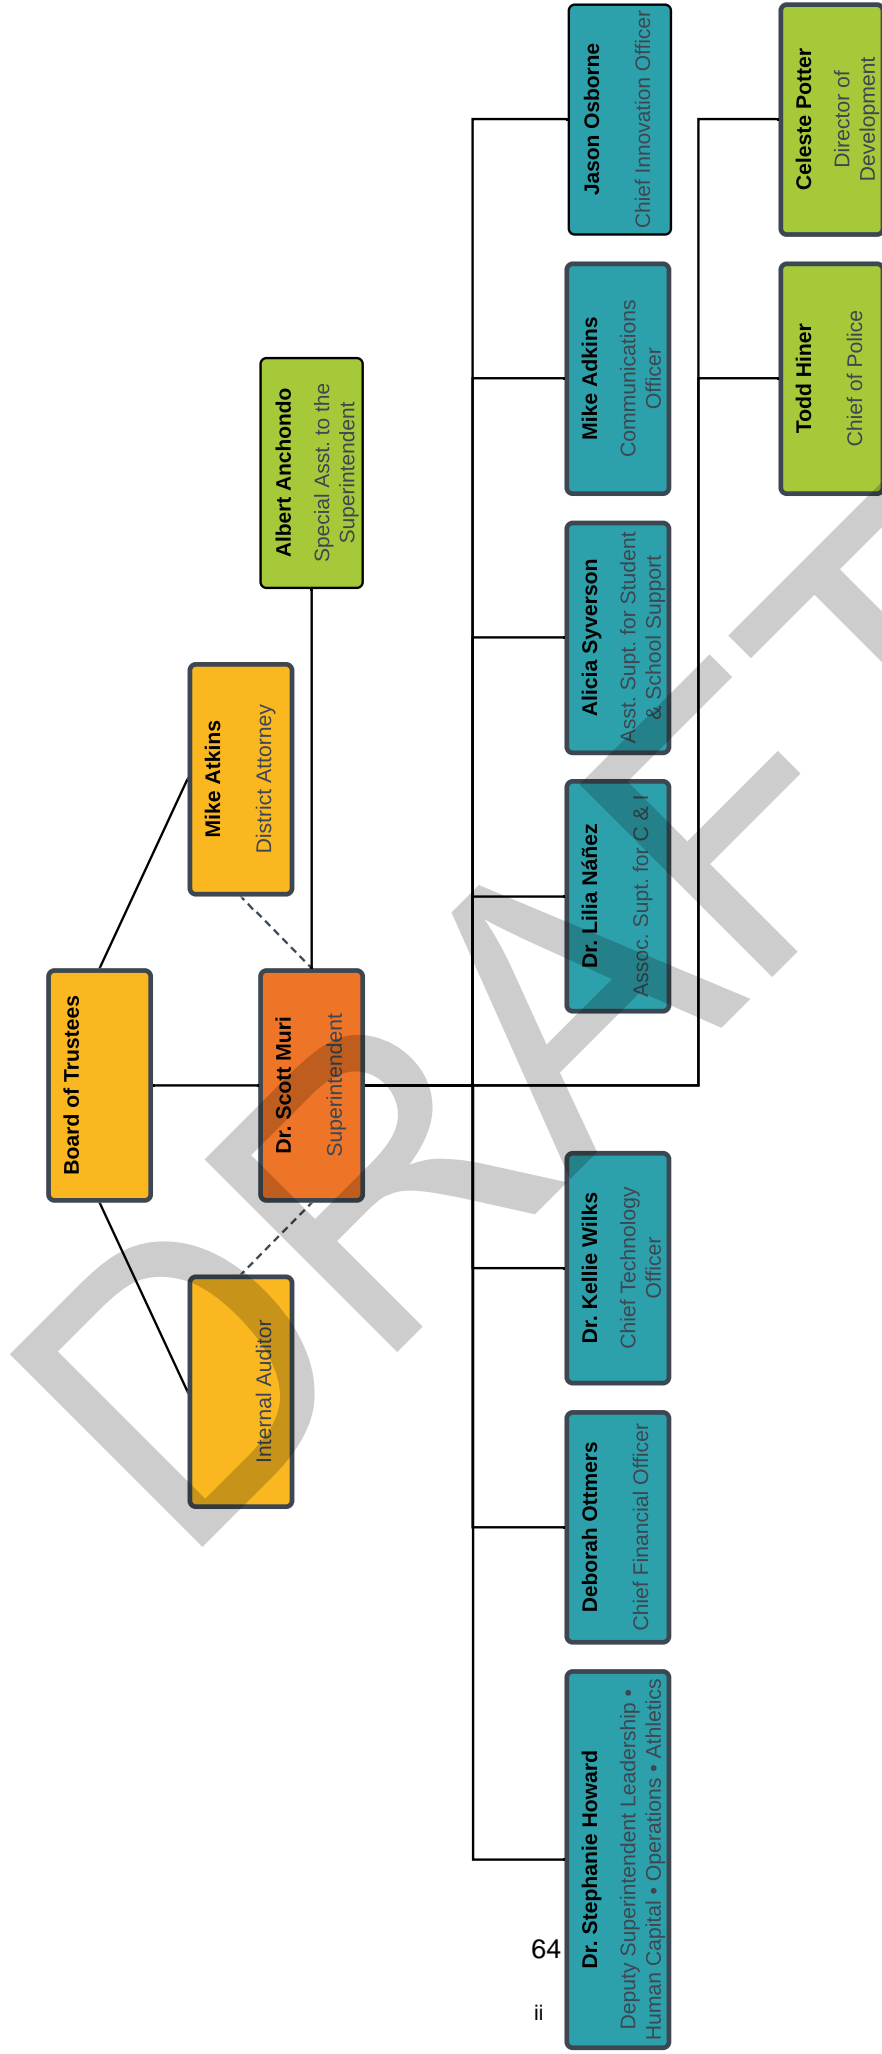 Board of Trustees
Internal Auditor
Mike Atkins
District Attorney
Dr. Scott Muri
Superintendent
Albert Anchondo
Special Asst. to the
Superintendent
Dr. Stephanie Howard
Deputy Superintendent Leadership •
Human Capital • Operations • Athletics
Deborah Ottmers
Chief Financial Officer
Dr. Kellie Wilks
Chief Technology
Officer
Dr. Lilia Náñez
Assoc. Supt. for C & I
Alicia Syverson
Asst. Supt. for Student
& School Support
Mike Adkins
Communications
Officer
Jason Osborne
Chief Innovation Officer
Todd Hiner
Chief of Police
Celeste Potter
Director of
Development
DRAFT
64
ii